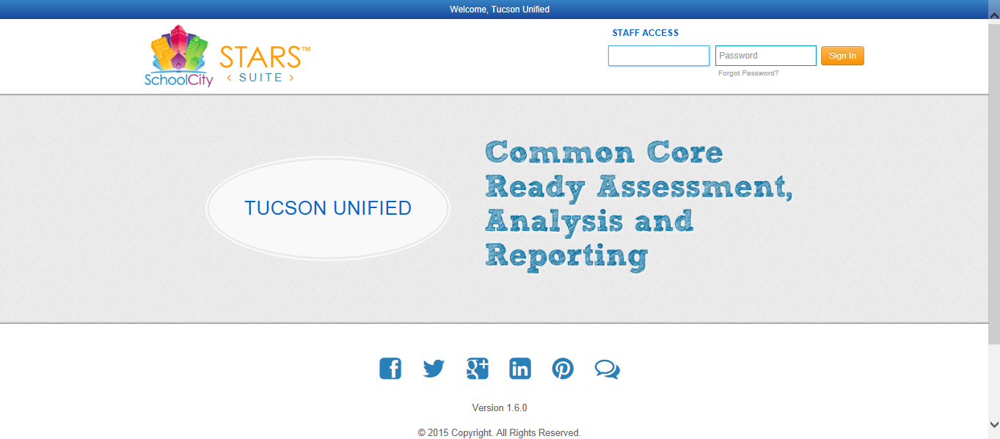 Welcome, Tucson Unified
STAFF ACCESS
Password
Sign In
Forgot Password?
SchoolCity
STARS™
< SUITE >
TUCSON UNIFIED
Common Core
Ready Assessment,
Analysis and
Reporting
Version 1.6.0
© 2015 Copyright. All Rights Reserved.